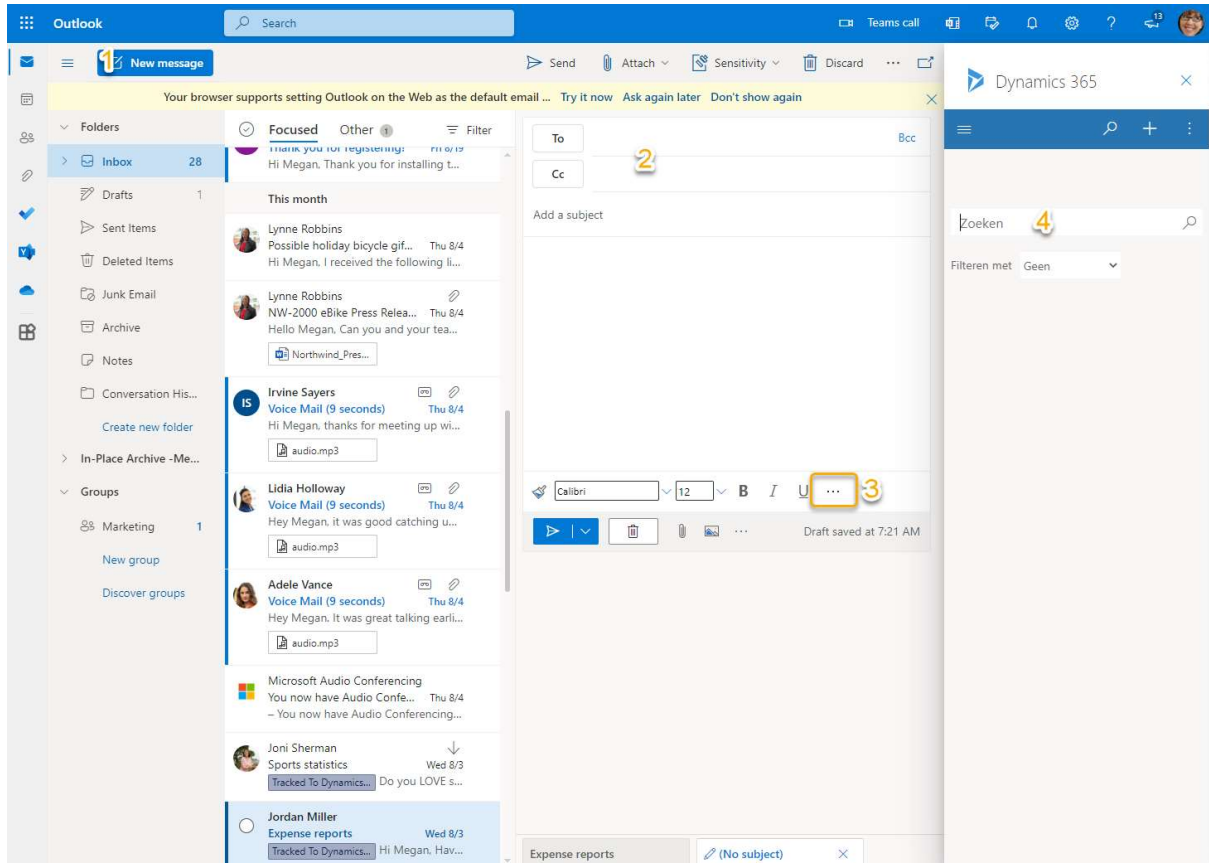 Outlook
Search
Teams call
13
1
New message
Send
Attach
Sensitivity
Discard
Your browser supports setting Outlook on the Web as the default email ... Try it now Ask again later Don't show again
Folders
Inbox 28
Drafts 1
Sent Items
Deleted Items
Junk Email
Archive
Notes
Conversation His...
Create new folder
In-Place Archive -Me...
Groups
Marketing 1
New group
Discover groups
Focused Other 1 Filter
Thank you for registering! Fri 8/19
Hi Megan, Thank you for installing t...
This month
Lynne Robbins
Possible holiday bicycle gif... Thu 8/4
Hi Megan, I received the following li...
Lynne Robbins
NW-2000 eBike Press Relea... Thu 8/4
Hello Megan, Can you and your tea...
Northwind_Pres...
IS
Irvine Sayers
Voice Mail (9 seconds) Thu 8/4
Hi Megan, thanks for meeting up wi...
audio.mp3
Lidia Holloway
Voice Mail (9 seconds) Thu 8/4
Hey Megan, it was good catching u...
audio.mp3
Adele Vance
Voice Mail (9 seconds) Thu 8/4
Hey Megan, It was great talking earli...
audio.mp3
Microsoft Audio Conferencing
You now have Audio Confe... Thu 8/4
– You now have Audio Conferencing...
Joni Sherman
Sports statistics Wed 8/3
Tracked To Dynamics... Do you LOVE s...
Jordan Miller
Expense reports Wed 8/3
Tracked To Dynamics... Hi Megan, Hav...
To
Bcc
2
Cc
Add a subject
Calibri 12 B I U ... 3
Draft saved at 7:21 AM
Expense reports
(No subject)
Dynamics 365
Zoeken 4
Filteren met Geen